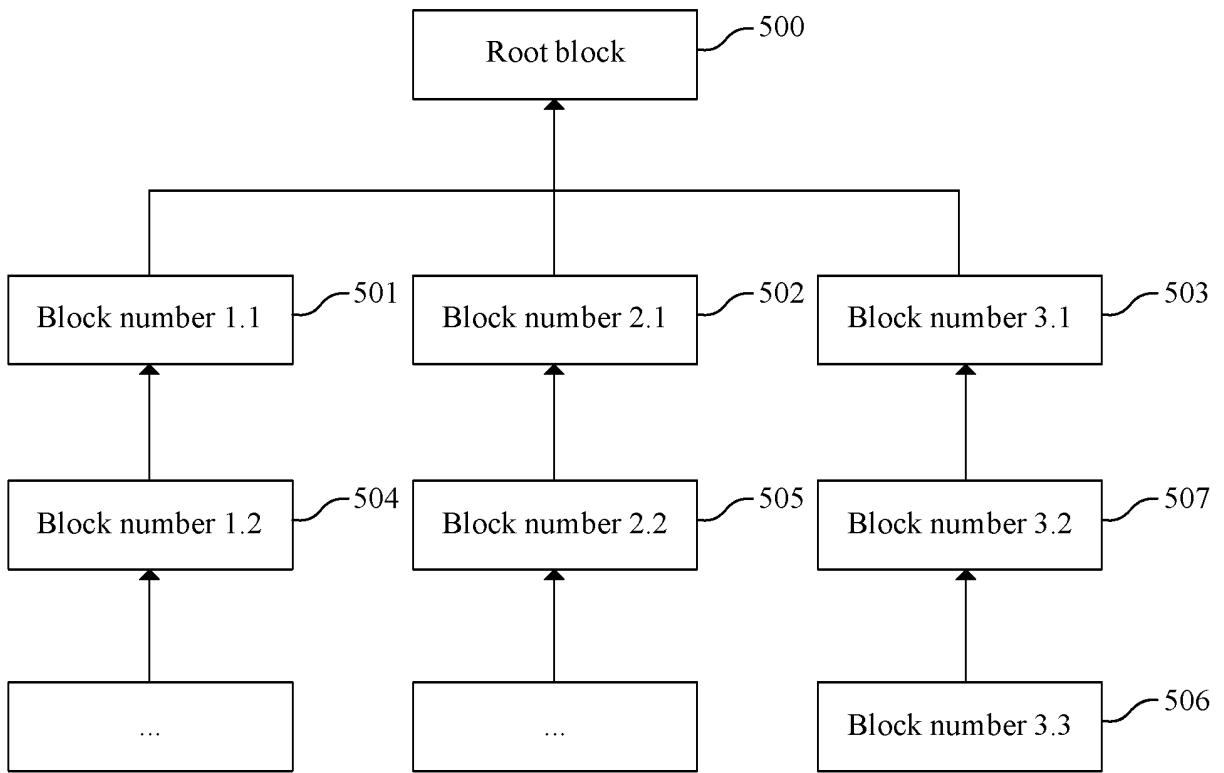 Root block
500
Block number 1.1
501
Block number 2.1
502
Block number 3.1
503
Block number 1.2
504
Block number 2.2
505
Block number 3.2
507
...
...
Block number 3.3
506